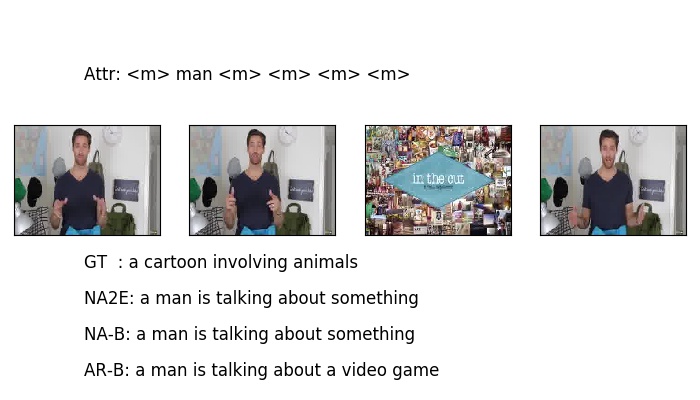 Attr: <m> man <m> <m> <m> <m>
in the cut
GT : a cartoon involving animals
NA2E: a man is talking about something
NA-B: a man is talking about something
AR-B: a man is talking about a video game